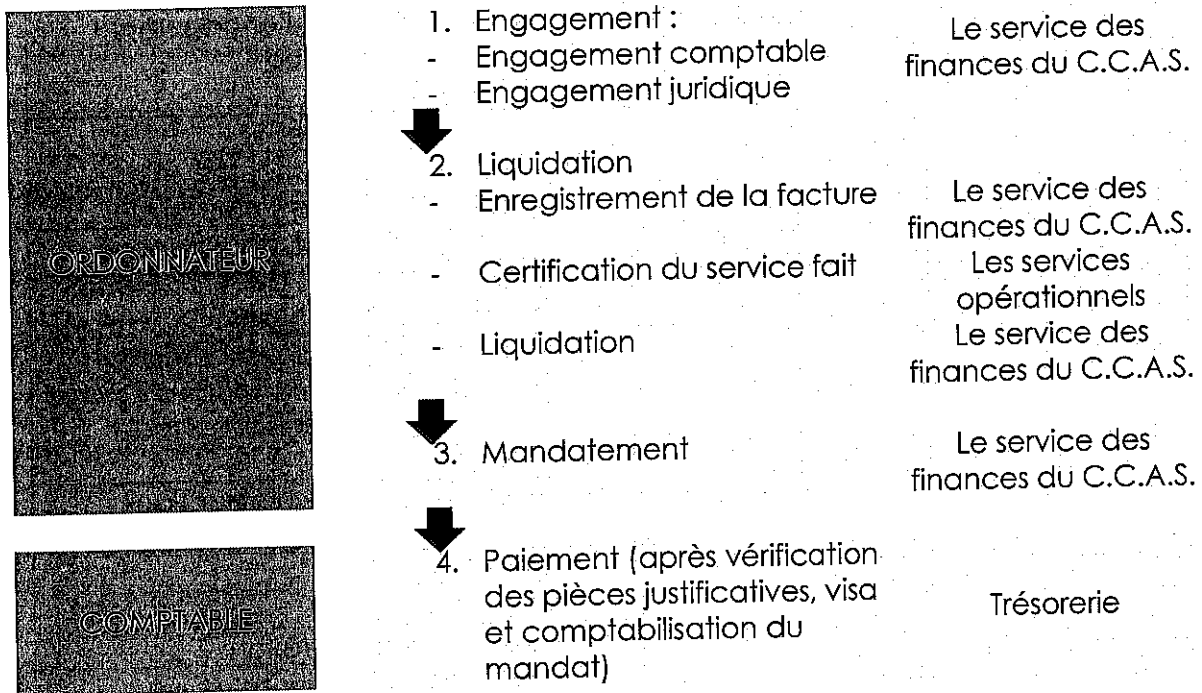 ORDONNATEUR
1. Engagement :
- Engagement comptable
- Engagement juridique
Le service des
finances du C.C.A.S.
2. Liquidation
- Enregistrement de la facture
Le service des
finances du C.C.A.S.
- Certification du service fait
Les services
opérationnels
- Liquidation
Le service des
finances du C.C.A.S.
3. Mandatement
Le service des
finances du C.C.A.S.
COMPTABLE
4. Paiement (après vérification
des pièces justificatives, visa
et comptabilisation du
mandat)
Trésorerie